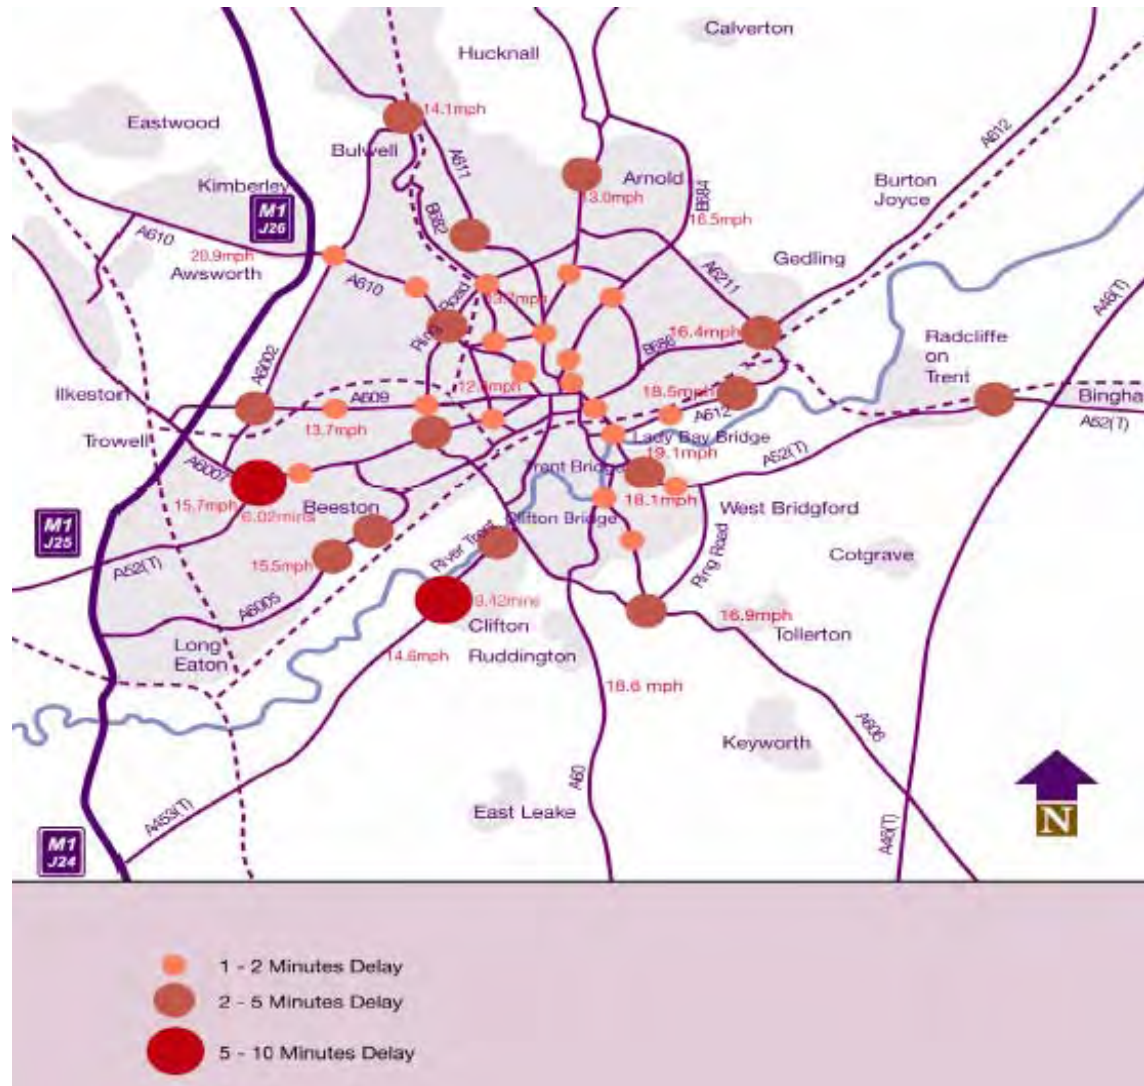 Calverton
Hucknall
14.1mph
Eastwood
A612
Bulwell
A611
Arnold
Burton
Joyce
Kimberley
13.0mph
B684
M1
J26
B682
16.5mph
A610
20.9mph
Gedling
Awsworth
A6211
A610
Ring Road
A46(T)
16.4mph
Radcliffe
on
Trent
B686
A6002
Ilkeston
18.5mph
A609
A612
Bingha
13.7mph
A52(T)
Trowell
Lady Bay Bridge
19.1mph
A52(T)
A6007
Trent Bridge
15.7mph
18.1mph
6.02mins
Beeston
West Bridgford
M1
J25
Clifton Bridge
Ring Road
Cotgrave
River Trent
15.5mph
A52(T)
A6005
9.42mins
16.9mph
Clifton
Tollerton
Long
Eaton
14.6mph
Ruddington
18.6 mph
A606
Keyworth
A60
East Leake
A453(T)
A46(T)
N
M1
J24
1 - 2 Minutes Delay
2 - 5 Minutes Delay
5 - 10 Minutes Delay